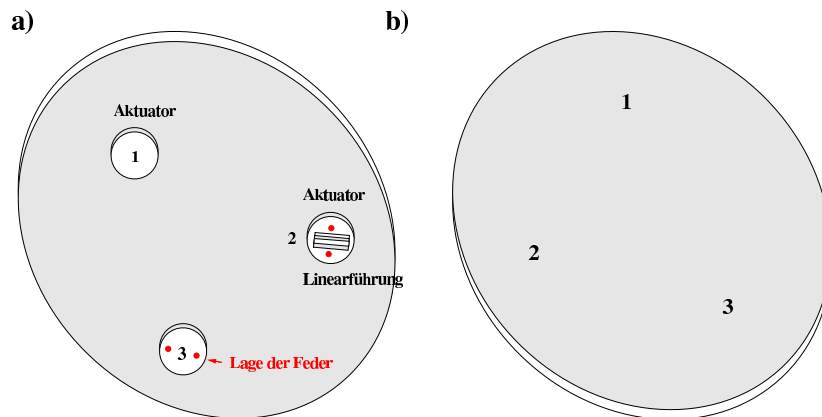 a)
Aktuator
1
Aktuator
2
Linearführung
3
Lage der Feder
b)
1
2
3